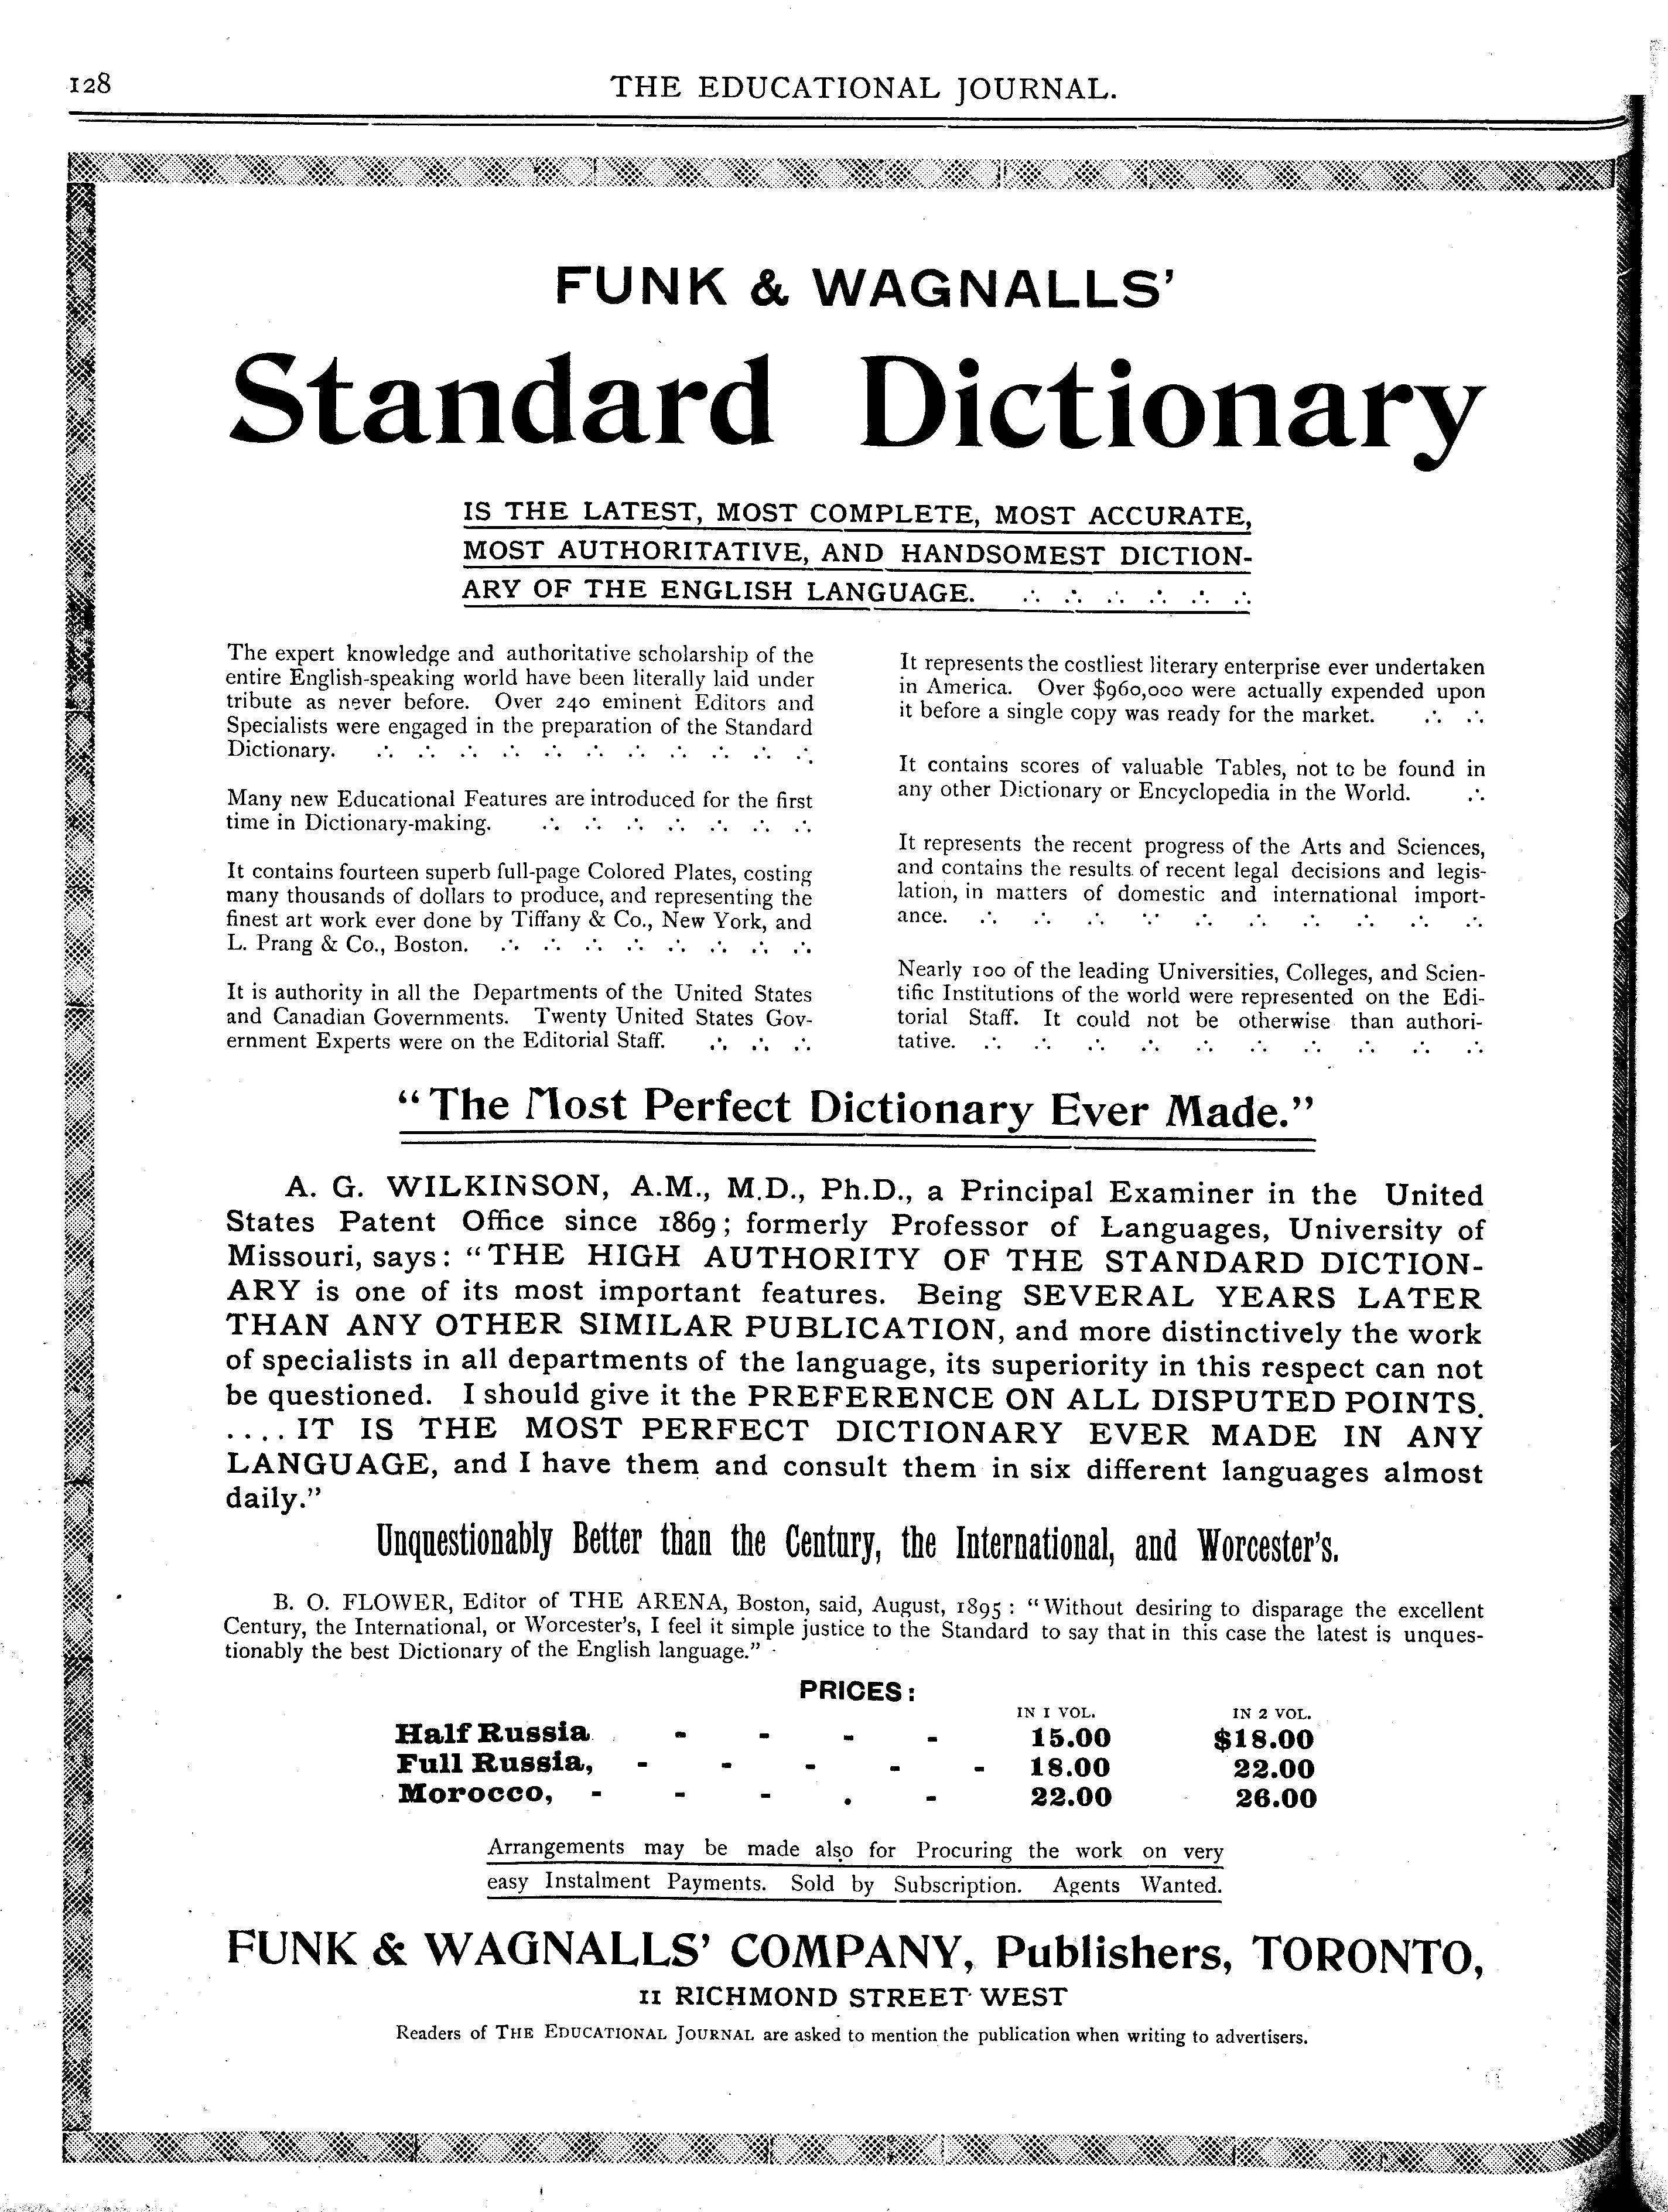 128
THE EDUCATIONAL JOURNAL.
FUNK & WAGNALLS'
Standard Dictionary
IS THE LATEST, MOST COMPLETE, MOST ACCURATE,
MOST AUTHORITATIVE, AND HANDSOMEST DICTION-
ARY OF THE ENGLISH LANGUAGE. ∴ ∴ ∴ ∴ ∴ ∴
The expert knowledge and authoritative scholarship of the
entire English-speaking world have been literally laid under
tribute as never before. Over 240 eminent Editors and
Specialists were engaged in the preparation of the Standard
Dictionary. ∴ ∴ ∴ ∴ ∴ ∴ ∴ ∴ ∴ ∴ ∴
Many new Educational Features are introduced for the first
time in Dictionary-making. ∴ ∴ ∴ ∴ ∴ ∴ ∴
It contains fourteen superb full-page Colored Plates, costing
many thousands of dollars to produce, and representing the
finest art work ever done by Tiffany & Co., New York, and
L. Prang & Co., Boston. ∴ ∴ ∴ ∴ ∴ ∴ ∴ ∴
It is authority in all the Departments of the United States
and Canadian Governments. Twenty United States Gov-
ernment Experts were on the Editorial Staff. ∴ ∴ ∴
It represents the costliest literary enterprise ever undertaken
in America. Over $960,000 were actually expended upon
it before a single copy was ready for the market. ∴ ∴
It contains scores of valuable Tables, not to be found in
any other Dictionary or Encyclopedia in the World. ∴
It represents the recent progress of the Arts and Sciences,
and contains the results of recent legal decisions and legis-
lation, in matters of domestic and international import-
ance. ∴ ∴ ∴ ∵ ∴ ∴ ∴ ∴ ∴ ∴
Nearly 100 of the leading Universities, Colleges, and Scien-
tific Institutions of the world were represented on the Edi-
torial Staff. It could not be otherwise than authori-
tative. ∴ ∴ ∴ ∴ ∴ ∴ ∴ ∴ ∴ ∴
"The Most Perfect Dictionary Ever Made."
A. G. WILKINSON, A.M., M.D., Ph.D., a Principal Examiner in the United
States Patent Office since 1869; formerly Professor of Languages, University of
Missouri, says: "THE HIGH AUTHORITY OF THE STANDARD DICTION-
ARY is one of its most important features. Being SEVERAL YEARS LATER
THAN ANY OTHER SIMILAR PUBLICATION, and more distinctively the work
of specialists in all departments of the language, its superiority in this respect can not
be questioned. I should give it the PREFERENCE ON ALL DISPUTED POINTS.
.... IT IS THE MOST PERFECT DICTIONARY EVER MADE IN ANY
LANGUAGE, and I have them and consult them in six different languages almost
daily."
Unquestionably Better than the Century, the International, and Worcester's.
B. O. FLOWER, Editor of THE ARENA, Boston, said, August, 1895: "Without desiring to disparage the excellent
Century, the International, or Worcester's, I feel it simple justice to the Standard to say that in this case the latest is unques-
tionably the best Dictionary of the English language."
PRICES:
IN 1 VOL. IN 2 VOL.
Half Russia - - - - 15.00 $18.00
Full Russia, - - - - - 18.00 22.00
Morocco, - - - . - 22.00 26.00
Arrangements may be made also for Procuring the work on very
easy Instalment Payments. Sold by Subscription. Agents Wanted.
FUNK & WAGNALLS' COMPANY, Publishers, TORONTO,
11 RICHMOND STREET WEST
Readers of THE EDUCATIONAL JOURNAL are asked to mention the publication when writing to advertisers.